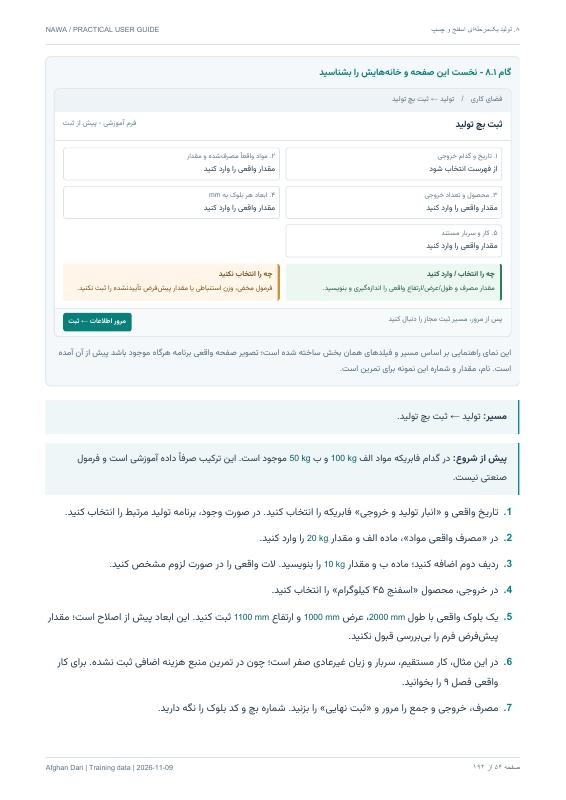 NAWA / PRACTICAL USER GUIDE
۸. تولید یک‌مرحله‌ای اسفنج و چسپ
گام ۸.۱ - نخست این صفحه و خانه‌هایش را بشناسید
فضای کاری / تولید ← ثبت بچ تولید
ثبت بچ تولید
فرم آموزشی - پیش از ثبت
۱. تاریخ و گدام خروجی
از فهرست انتخاب شود
۲. مواد واقعاً مصرف‌شده و مقدار
مقدار واقعی را وارد کنید
۳. محصول و تعداد خروجی
مقدار واقعی را وارد کنید
۴. ابعاد هر بلوک به mm
مقدار واقعی را وارد کنید
۵. کار و سربار مستند
مقدار واقعی را وارد کنید
چه را انتخاب / وارد کنید
مقدار مصرف و طول/عرض/ارتفاع واقعی را اندازه‌گیری و بنویسید.
چه را انتخاب نکنید
فرمول مخفی، وزن استنباطی یا مقدار پیش‌فرض تأییدنشده را ثبت نکنید.
پس از مرور، مسیر ثبت مجاز را دنبال کنید
مرور اطلاعات ← ثبت
این نمای راهنمایی بر اساس مسیر و فیلدهای همان بخش ساخته شده است؛ تصویر صفحه واقعی برنامه هرگاه موجود باشد پیش از آن آمده
است. نام، مقدار و شماره این نمونه برای تمرین است.
مسیر: تولید ← ثبت بچ تولید.
پیش از شروع: در گدام فابریکه مواد الف 100 kg و ب 50 kg موجود است. این ترکیب صرفاً داده آموزشی است و فرمول
صنعتی نیست.
1. تاریخ واقعی و «انبار تولید و خروجی» فابریکه را انتخاب کنید. در صورت وجود، برنامه تولید مرتبط را انتخاب کنید.
2. در «مصرف واقعی مواد»، ماده الف و مقدار 20 kg را وارد کنید.
3. ردیف دوم اضافه کنید؛ ماده ب و مقدار 10 kg را بنویسید. لات واقعی را در صورت لزوم مشخص کنید.
4. در خروجی، محصول «اسفنج ۴۵ کیلوگرام» را انتخاب کنید.
5. یک بلوک واقعی با طول 2000 mm، عرض 1000 mm و ارتفاع 1100 mm ثبت کنید. این ابعاد پیش از اصلاح است؛ مقدار
پیش‌فرض فرم را بی‌بررسی قبول نکنید.
6. در این مثال، کار مستقیم، سربار و زیان غیرعادی صفر است؛ چون در تمرین منبع هزینه اضافی ثبت نشده. برای کار
واقعی فصل ۹ را بخوانید.
7. مصرف، خروجی و جمع را مرور و «ثبت نهایی» را بزنید. شماره بچ و کد بلوک را نگه دارید.
Afghan Dari | Training data | 2026-11-09
صفحه ۵۴ از ۱۹۲